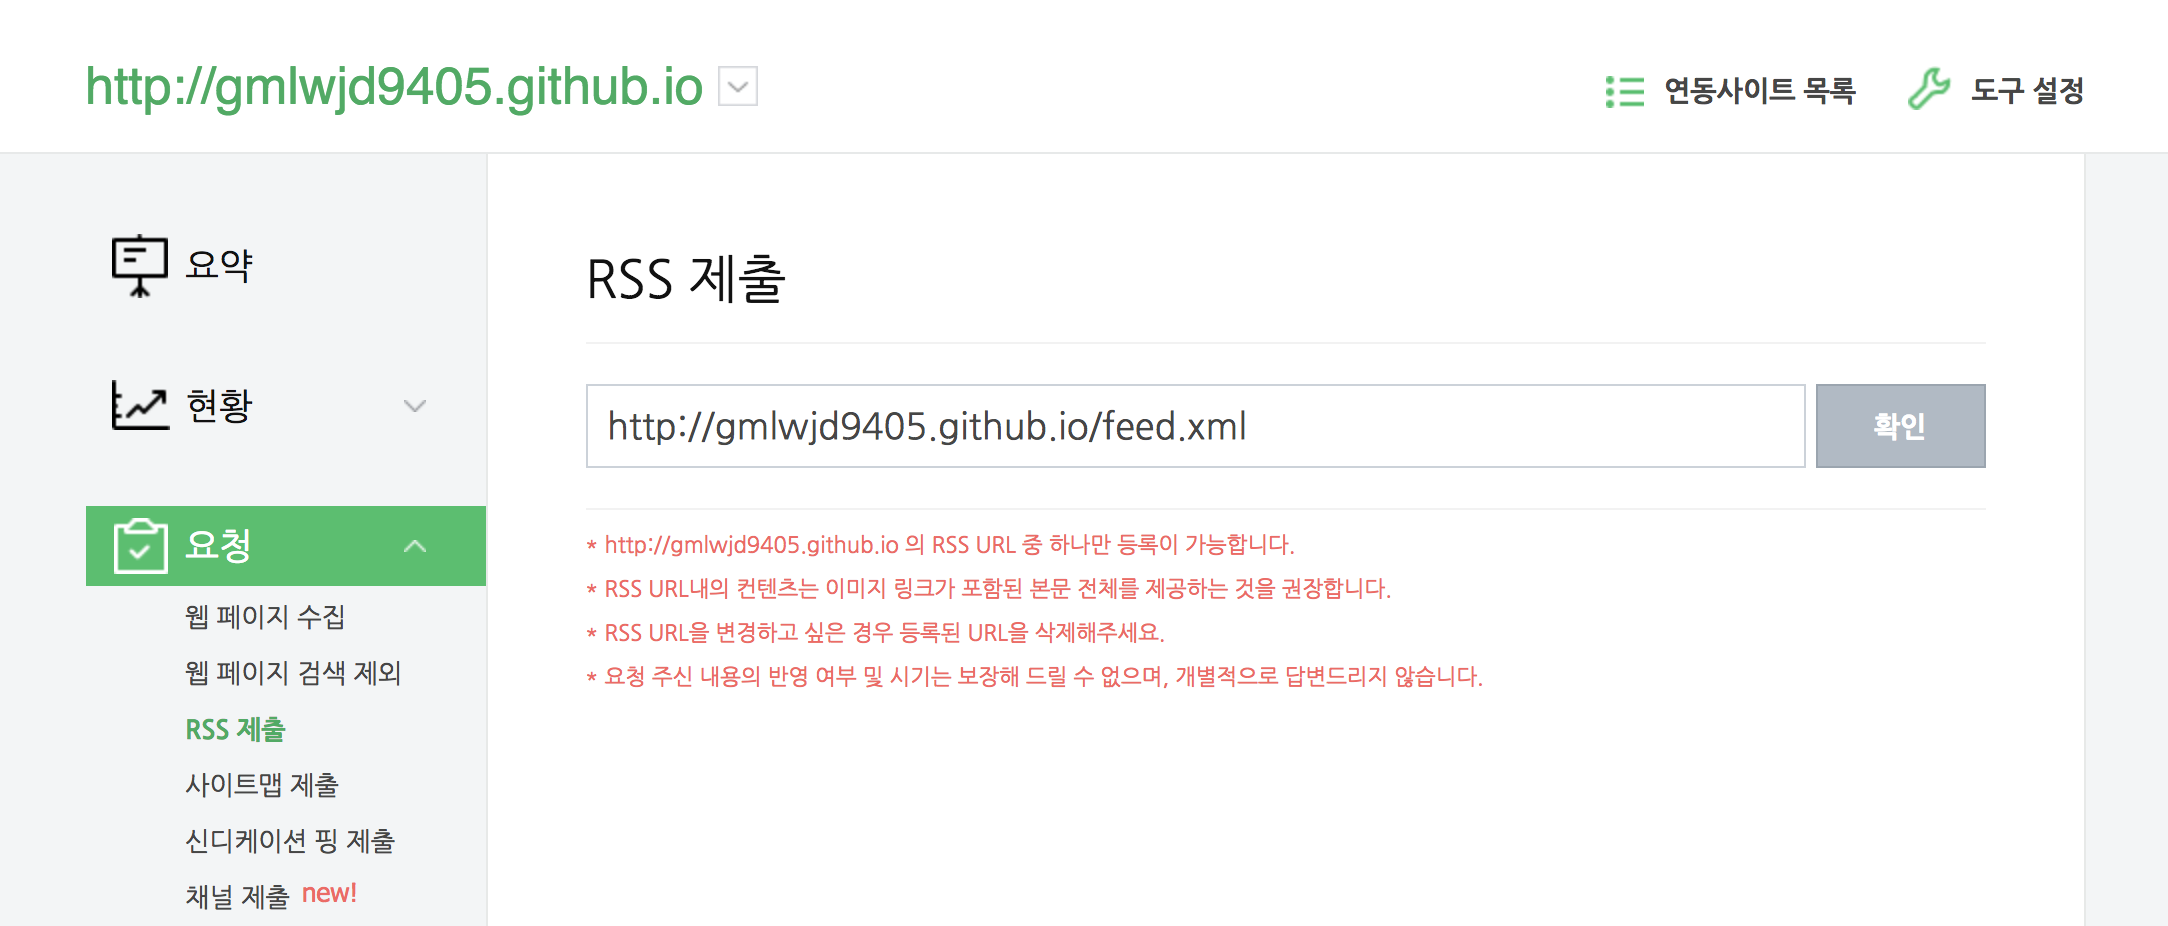 http://gmlwjd9405.github.io
연동사이트 목록
도구 설정
요약
현황
요청
웹 페이지 수집
웹 페이지 검색 제외
RSS 제출
사이트맵 제출
신디케이션 핑 제출
채널 제출 new!
RSS 제출
http://gmlwjd9405.github.io/feed.xml
확인
* http://gmlwjd9405.github.io 의 RSS URL 중 하나만 등록이 가능합니다.
* RSS URL내의 컨텐츠는 이미지 링크가 포함된 본문 전체를 제공하는 것을 권장합니다.
* RSS URL을 변경하고 싶은 경우 등록된 URL을 삭제해주세요.
* 요청 주신 내용의 반영 여부 및 시기는 보장해 드릴 수 없으며, 개별적으로 답변드리지 않습니다.